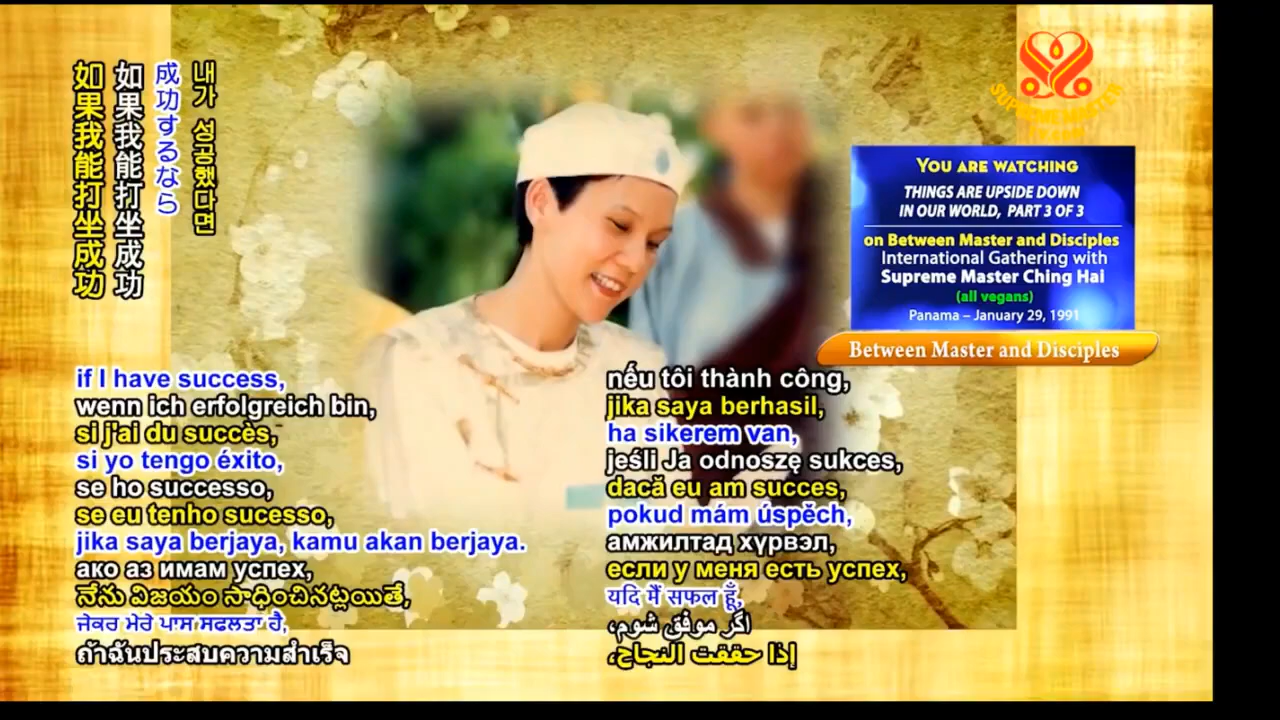 如果我能打坐成功
如果我能打坐成功
成功するなら
내가 성공했다면
SUPREME MASTER
YOU ARE WATCHING
THINGS ARE UPSIDE DOWN
IN OUR WORLD, PART 3 OF 3
on Between Master and Disciples
International Gathering with
Supreme Master Ching Hai
(all vegans)
Panama – January 29, 1991
Between Master and Disciples
if I have success,
wenn ich erfolgreich bin,
si j'ai du succès,
si yo tengo éxito,
se ho successo,
se eu tenho sucesso,
jika saya berjaya, kamu akan berjaya.
ако аз имам успех,
నేను విజయం సాధించినట్లయితే,
ਜੇਕਰ ਮੇਰੇ ਪਾਸ ਸਫਲਤਾ ਹੈ,
ถ้าฉันประสบความสำเร็จ
nếu tôi thành công,
jika saya berhasil,
ha sikerem van,
jeśli Ja odnoszę sukces,
dacă eu am succes,
pokud mám úspěch,
амжилтад хүрвэл,
если у меня есть успех,
यदि मैं सफल हूँ,
اگر موفق شوم،
إذا حققت النجاح،